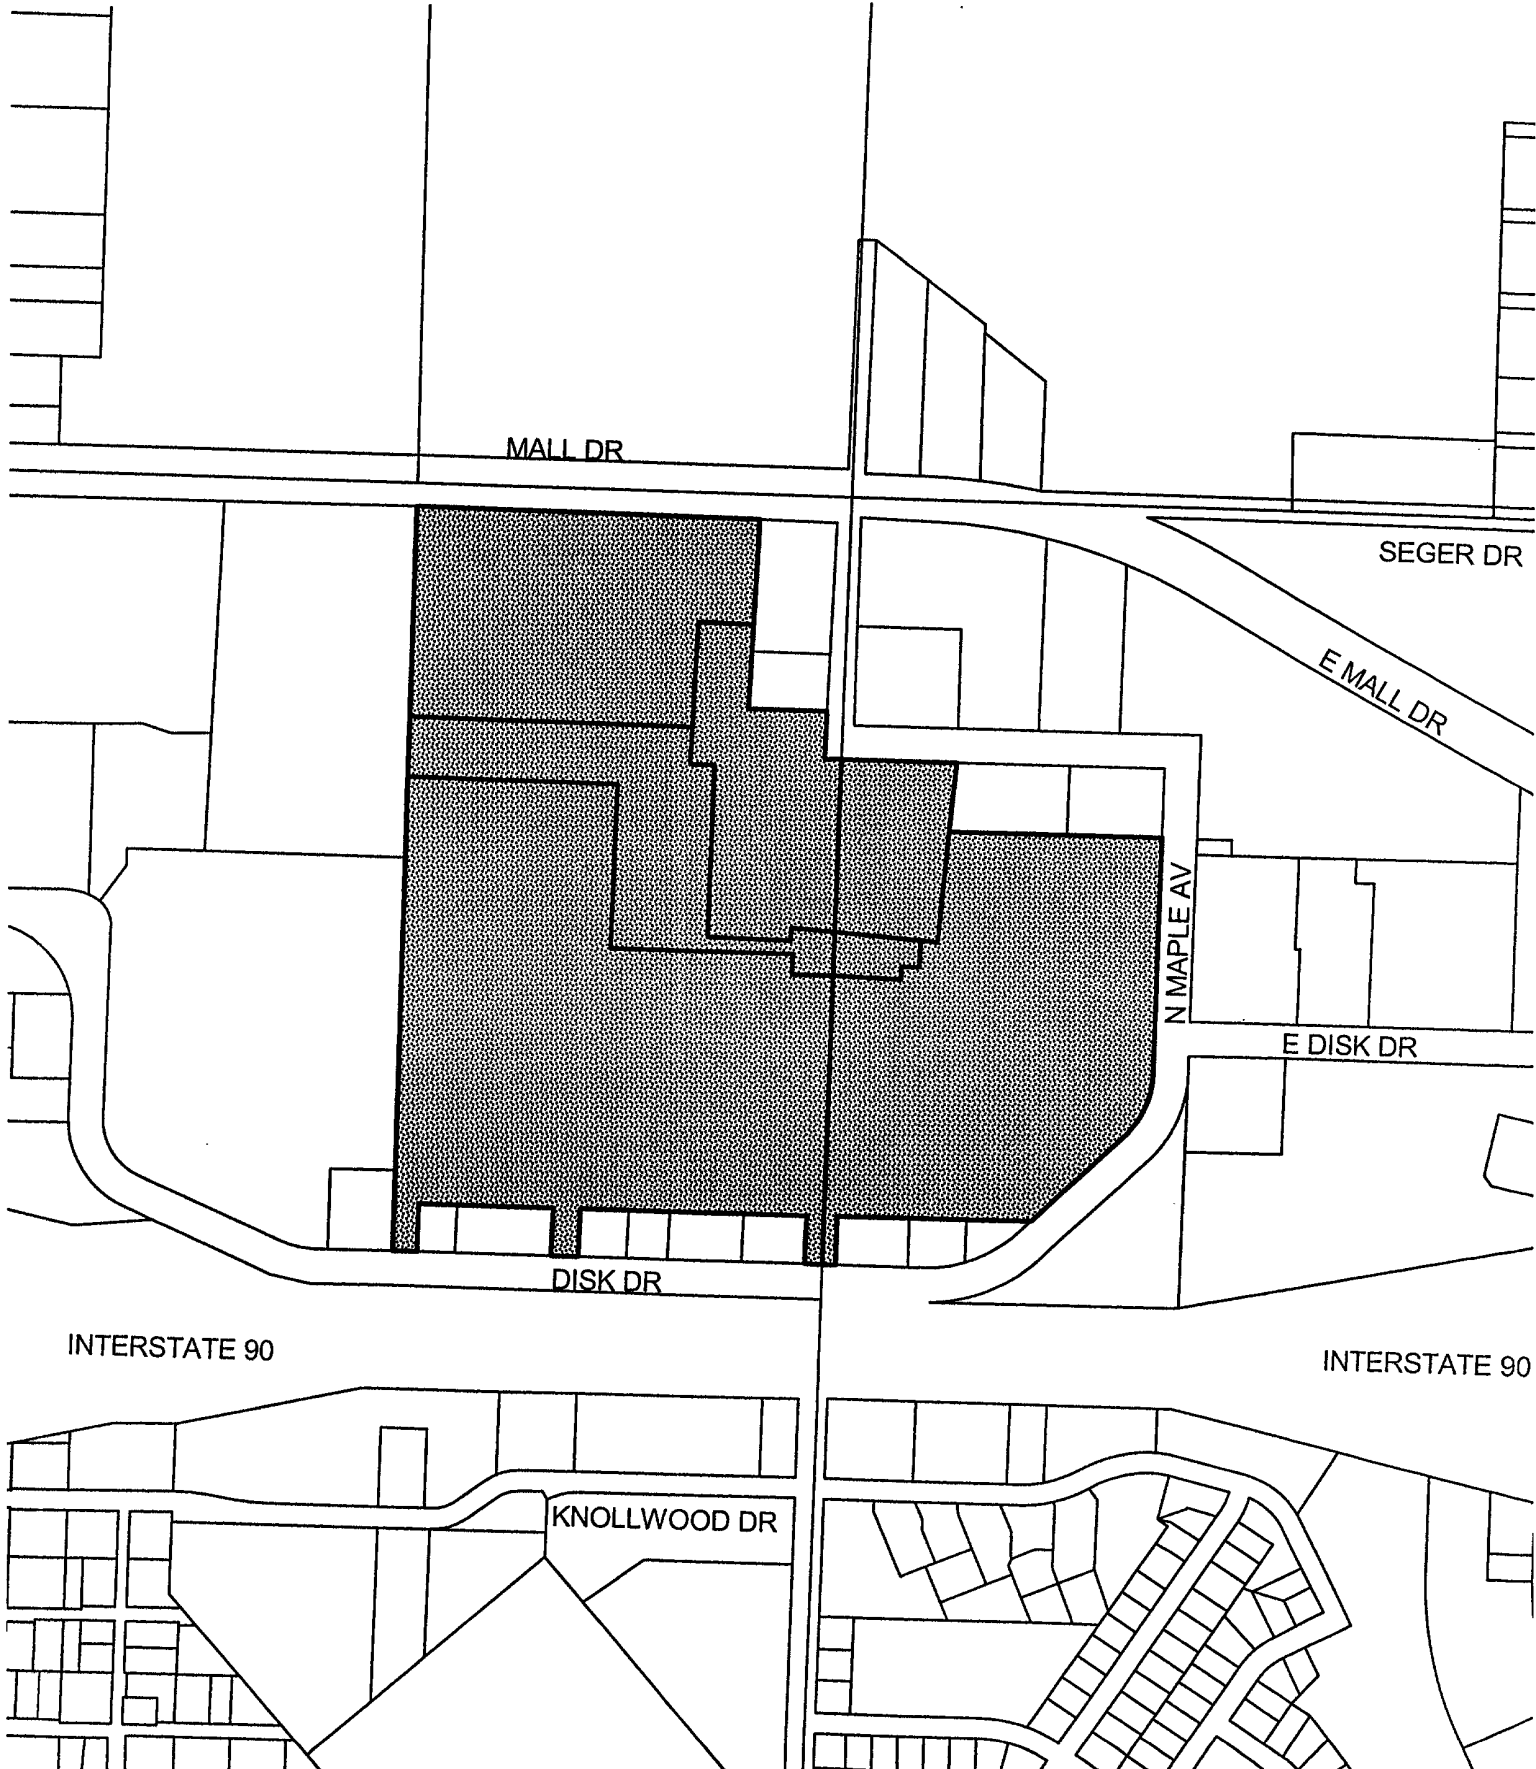 MALL DR
SEGER DR
E MALL DR
N MAPLE AV
E DISK DR
DISK DR
INTERSTATE 90
INTERSTATE 90
KNOLLWOOD DR